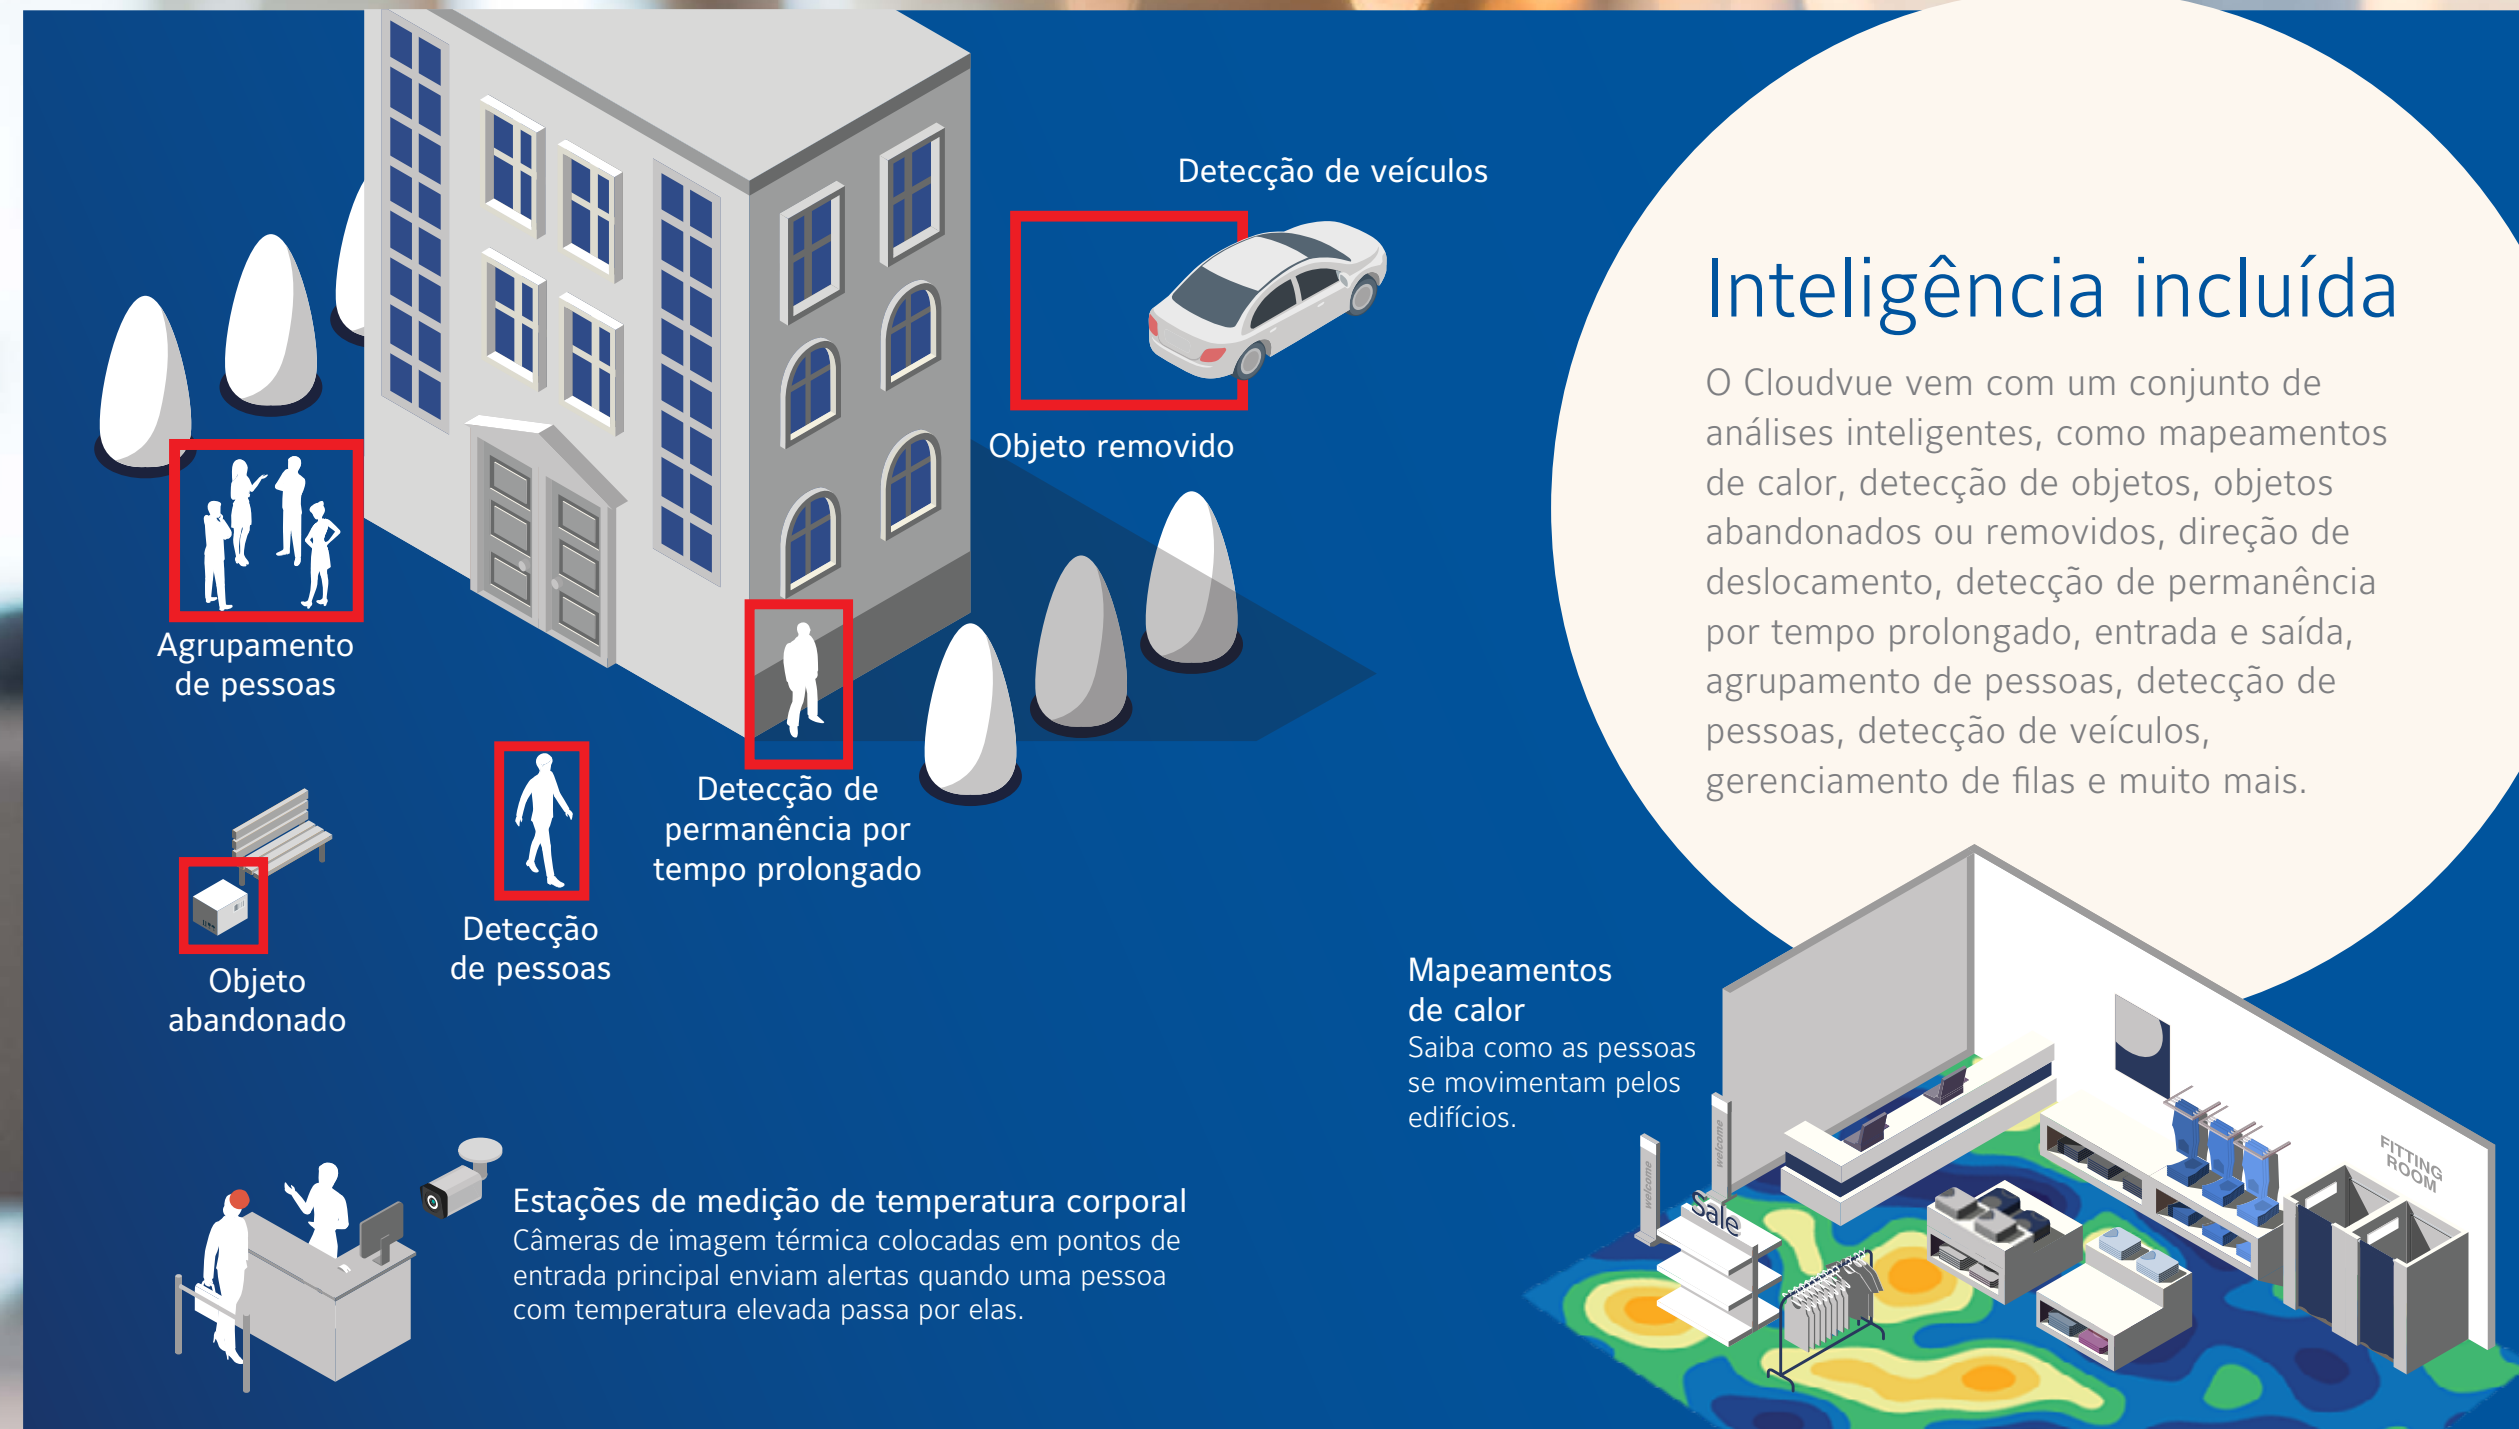 Detecção de veículos
Objeto removido
Agrupamento
de pessoas
Detecção de
permanência por
tempo prolongado
Detecção
de pessoas
Objeto
abandonado
Inteligência incluída
O Cloudvue vem com um conjunto de
análises inteligentes, como mapeamentos
de calor, detecção de objetos, objetos
abandonados ou removidos, direção de
deslocamento, detecção de permanência
por tempo prolongado, entrada e saída,
agrupamento de pessoas, detecção de
pessoas, detecção de veículos,
gerenciamento de filas e muito mais.
Mapeamentos
de calor
Saiba como as pessoas
se movimentam pelos
edifícios.
welcome
welcome
Sale
FITTING
ROOM
Estações de medição de temperatura corporal
Câmeras de imagem térmica colocadas em pontos de
entrada principal enviam alertas quando uma pessoa
com temperatura elevada passa por elas.